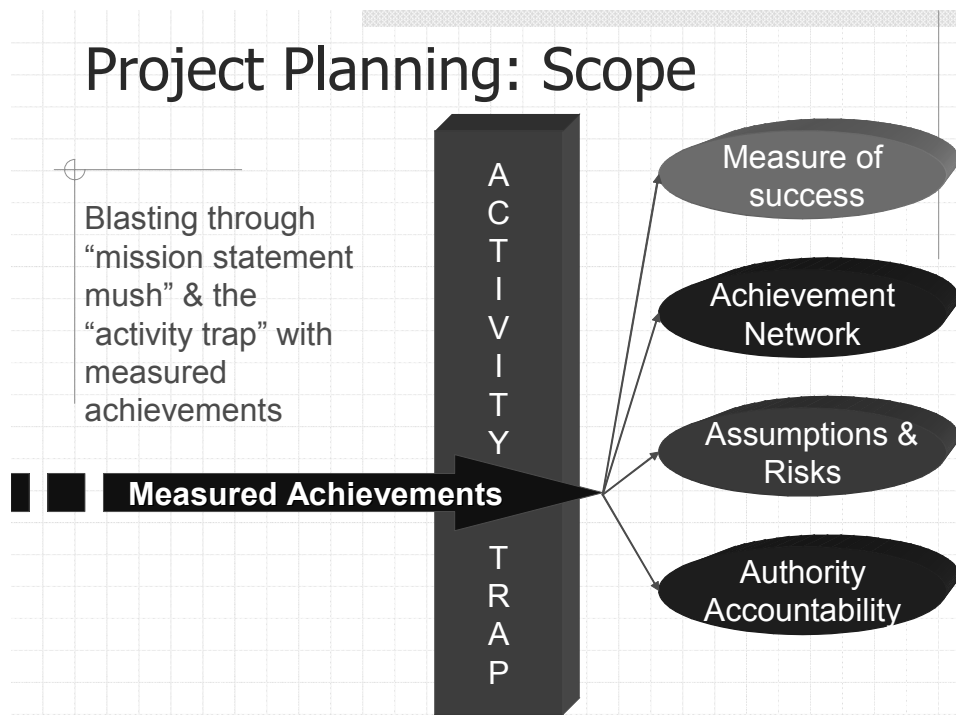 Project Planning: Scope
Blasting through
“mission statement
mush” & the
“activity trap” with
measured
achievements
A
C
T
I
V
I
T
Y
T
R
A
P
Measured Achievements
Measure of
success
Achievement
Network
Assumptions &
Risks
Authority
Accountability